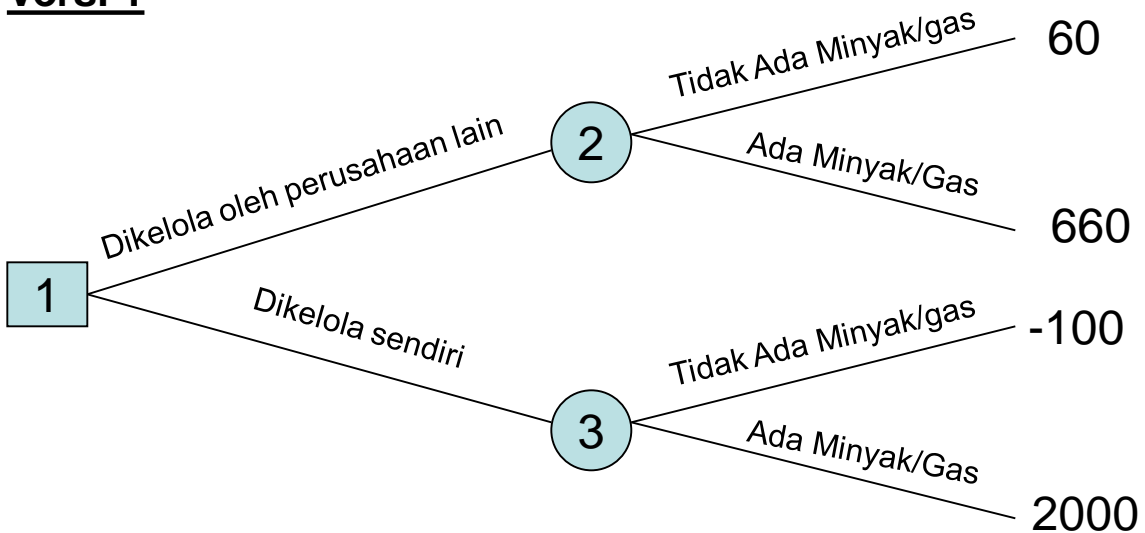 Tidak Ada Minyak/gas
60
Dikelola oleh perusahaan lain
2
Ada Minyak/Gas
660
1
Dikelola sendiri
Tidak Ada Minyak/gas
-100
3
Ada Minyak/Gas
2000